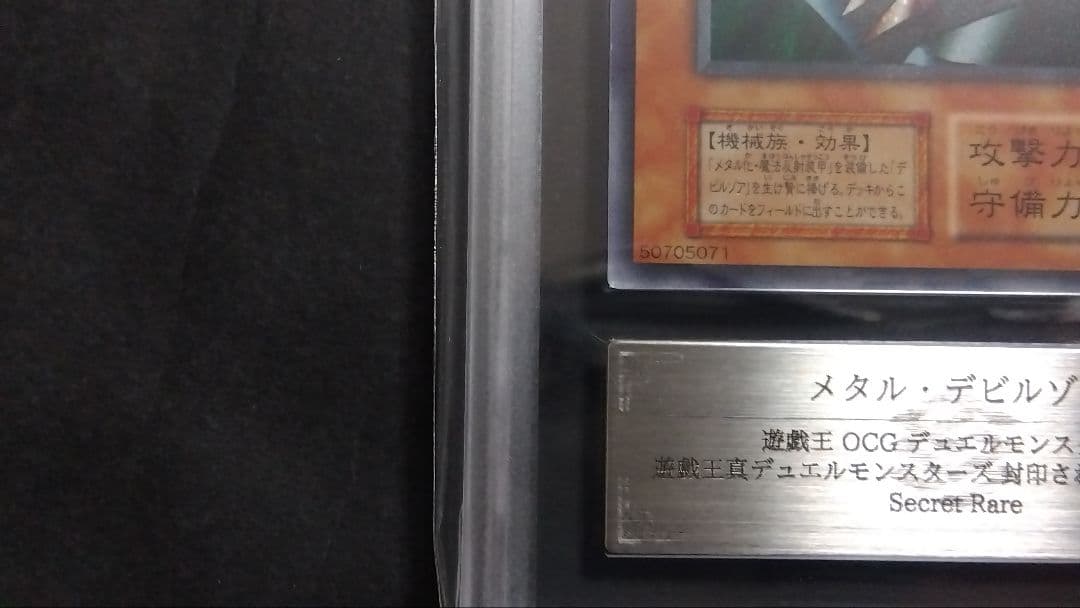 【機械族・効果】
「メタル化・魔法反射装甲」を装備した「デ
ビルゾア」を生け贄に捧げる。デッキからこ
のカードをフィールドに出すことができる。
攻撃力
守備力
50705071
メタル・デビルゾ
遊戯王 OCG デュエルモンス
遊戯王真デュエルモンスターズ 封印さ
Secret Rare